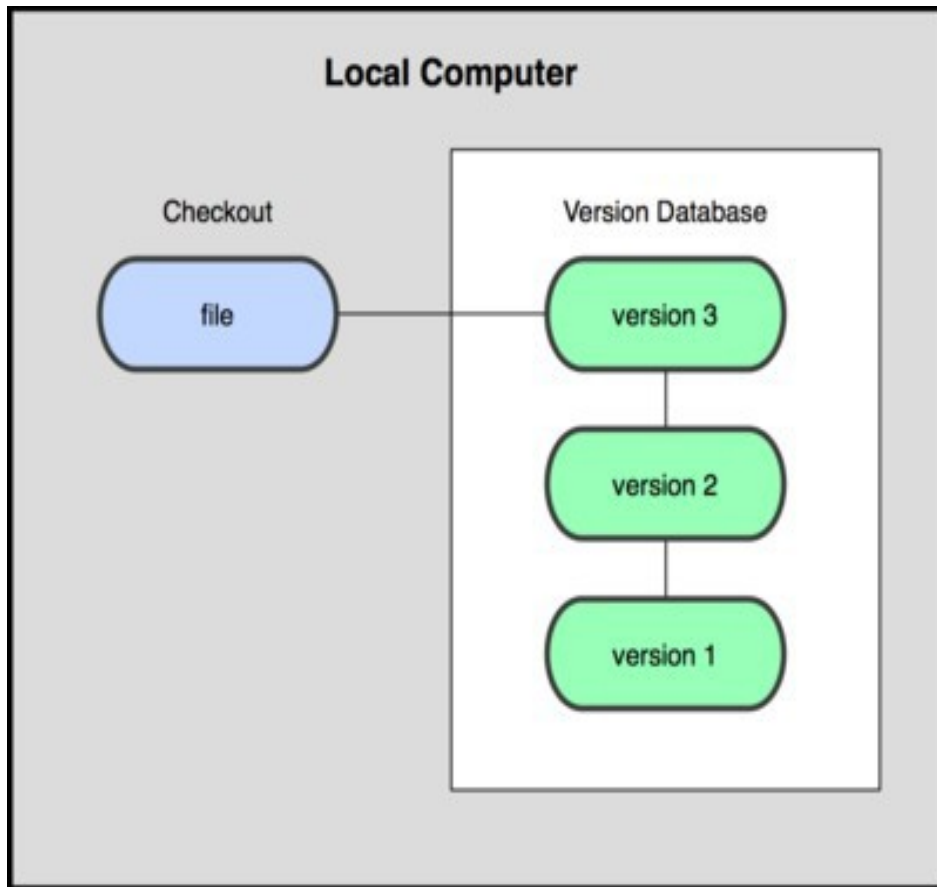 Local Computer
Checkout
Version Database
file
version 3
version 2
version 1